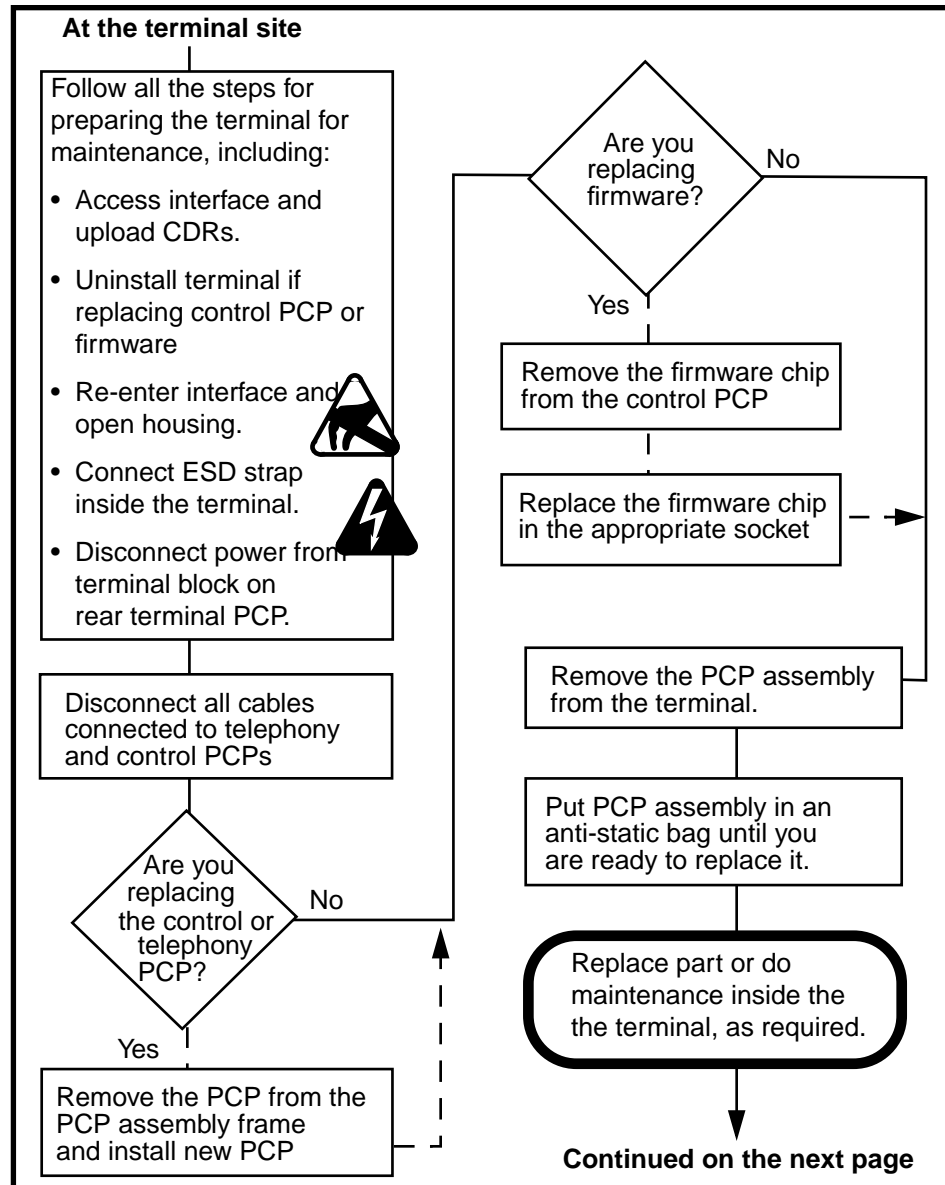 At the terminal site
Follow all the steps for
preparing the terminal for
maintenance, including:
• Access interface and
upload CDRs.
• Uninstall terminal if
replacing control PCP or
firmware
• Re-enter interface and
open housing.
• Connect ESD strap
inside the terminal.
• Disconnect power from
terminal block on
rear terminal PCP.
Disconnect all cables
connected to telephony
and control PCPs
Are you
replacing
the control or
telephony
PCP?
No
Yes
Remove the PCP from the
PCP assembly frame
and install new PCP
Are you
replacing
firmware?
No
Yes
Remove the firmware chip
from the control PCP
Replace the firmware chip
in the appropriate socket
Remove the PCP assembly
from the terminal.
Put PCP assembly in an
anti-static bag until you
are ready to replace it.
Replace part or do
maintenance inside the
the terminal, as required.
Continued on the next page